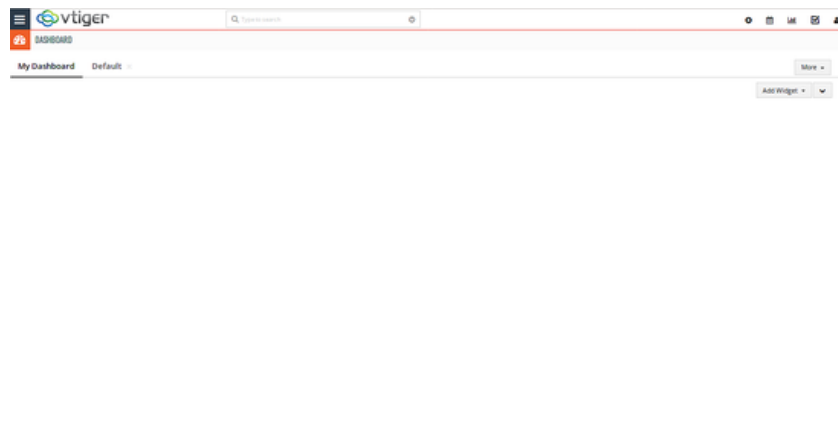 vtiger
Type to search
DASHBOARD
My Dashboard Default
More
Add Widget